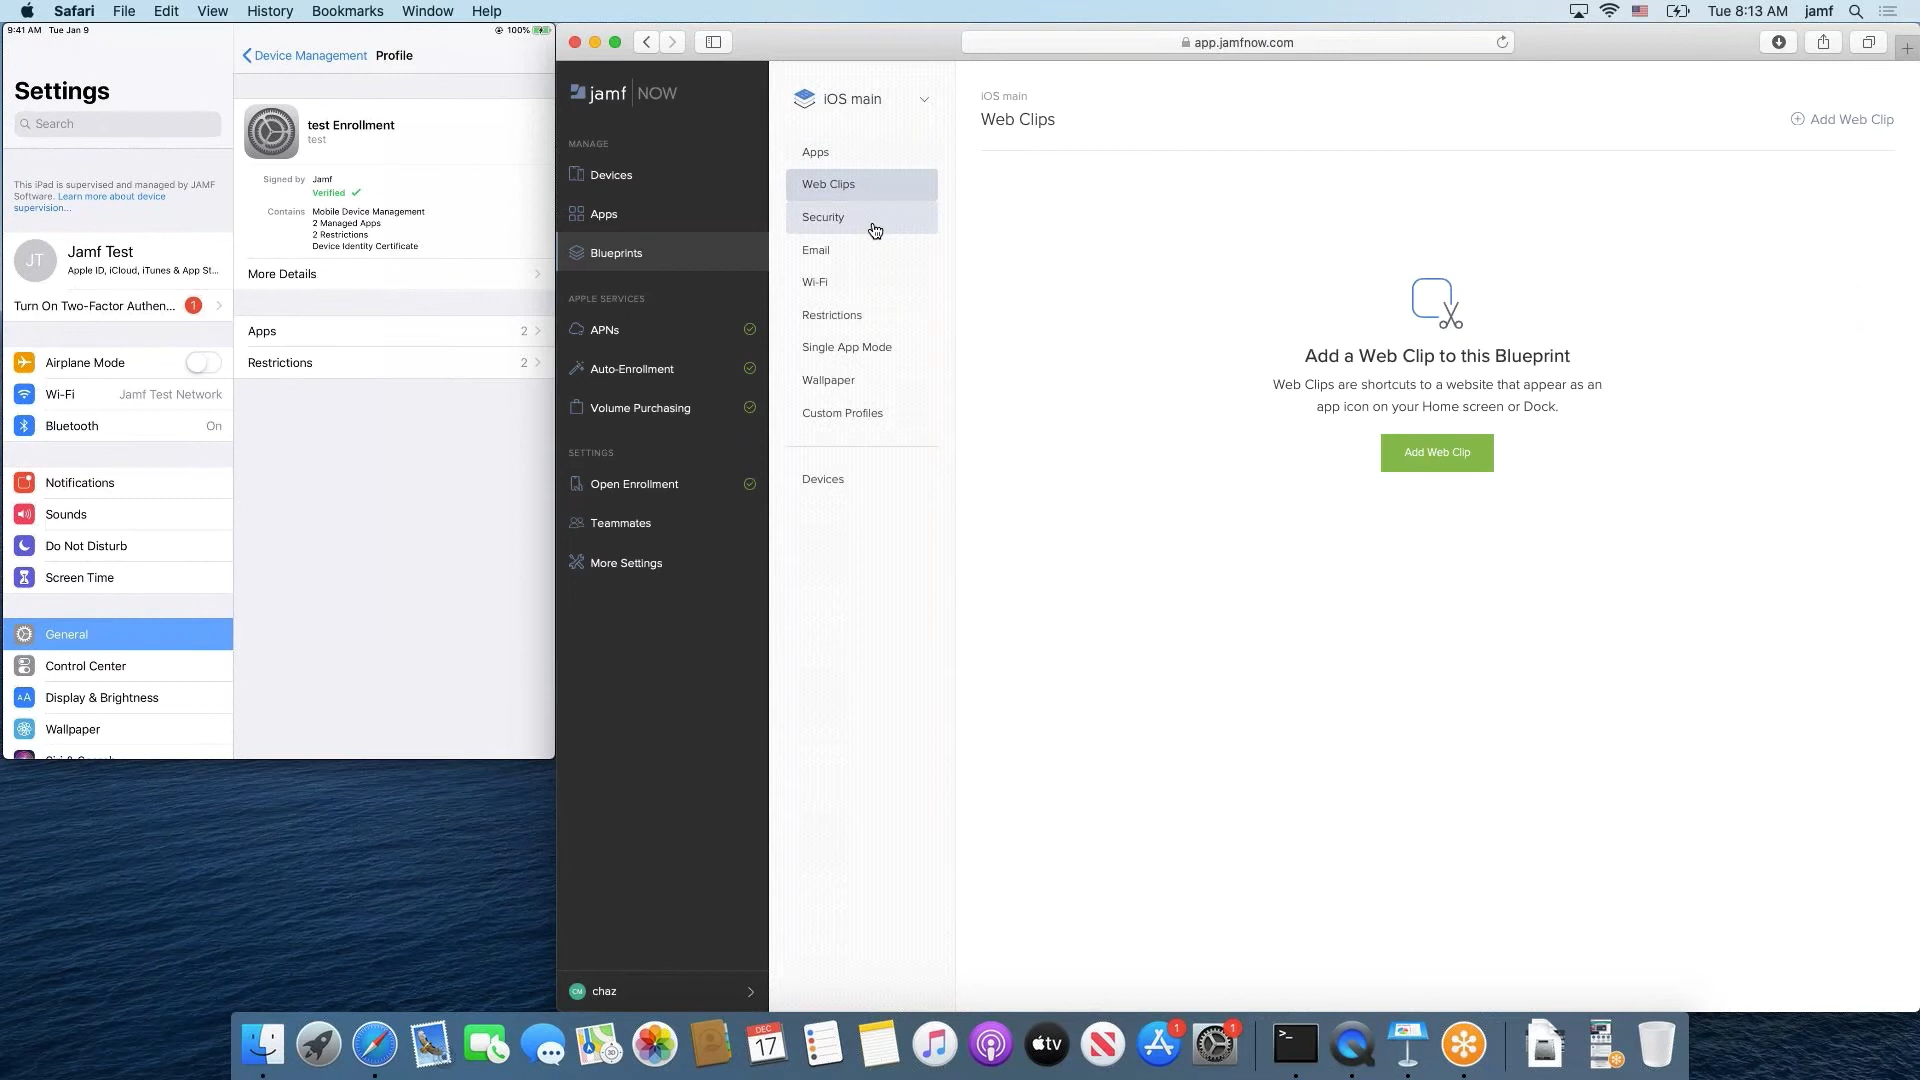 Safari File Edit View History Bookmarks Window Help
Tue 8:13 AM jamf
9:41 AM Tue Jan 9
100%
Settings
Search
This iPad is supervised and managed by JAMF
Software. Learn more about device
supervision...
JT
Jamf Test
Apple ID, iCloud, iTunes & App St...
Turn On Two-Factor Authen... 1
Airplane Mode
Wi-Fi Jamf Test Network
Bluetooth On
Notifications
Sounds
Do Not Disturb
Screen Time
General
Control Center
AA Display & Brightness
Wallpaper
Device Management Profile
test Enrollment
test
Signed by Jamf
Verified
Contains Mobile Device Management
2 Managed Apps
2 Restrictions
Device Identity Certificate
More Details
Apps 2
Restrictions 2
app.jamfnow.com
jamf NOW
MANAGE
Devices
Apps
Blueprints
APPLE SERVICES
APNs
Auto-Enrollment
Volume Purchasing
SETTINGS
Open Enrollment
Teammates
More Settings
CM chaz
iOS main
Apps
Web Clips
Security
Email
Wi-Fi
Restrictions
Single App Mode
Wallpaper
Custom Profiles
Devices
iOS main
Web Clips
Add Web Clip
Add a Web Clip to this Blueprint
Web Clips are shortcuts to a website that appear as an
app icon on your Home screen or Dock.
Add Web Clip
3D
DEC
17
tv
1
1
>_